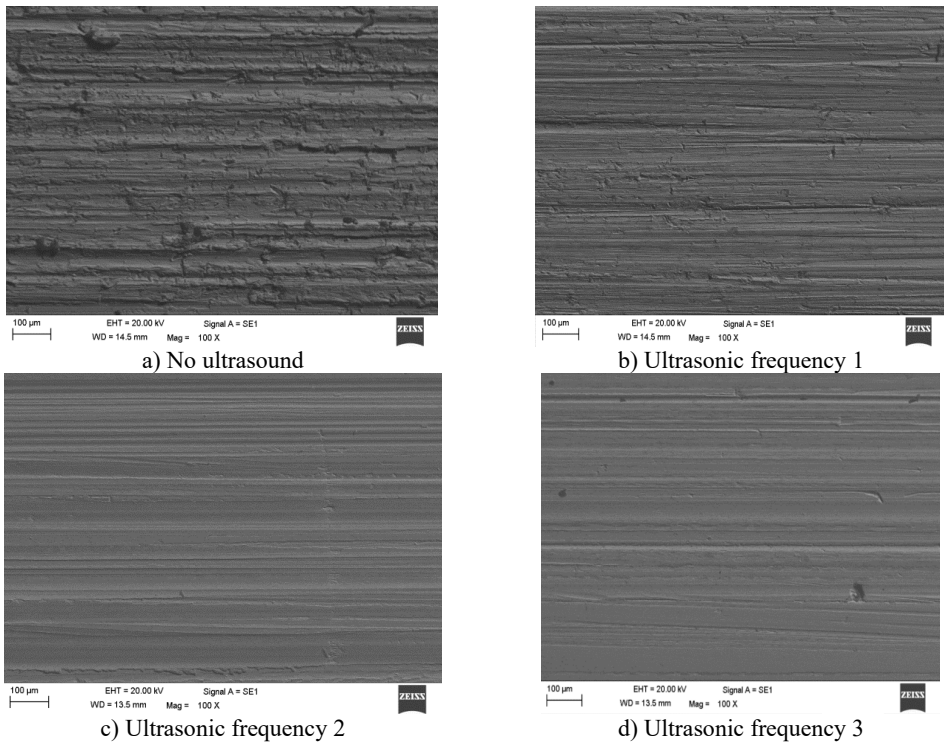 100 µm
EHT = 20.00 kV Signal A = SE1
WD = 14.5 mm Mag = 100 X
ZEISS
a) No ultrasound
100 µm
EHT = 20.00 kV Signal A = SE1
WD = 14.5 mm Mag = 100 X
ZEISS
b) Ultrasonic frequency 1
100 µm
EHT = 20.00 kV Signal A = SE1
WD = 13.5 mm Mag = 100 X
ZEISS
c) Ultrasonic frequency 2
100 µm
EHT = 20.00 kV Signal A = SE1
WD = 13.5 mm Mag = 100 X
ZEISS
d) Ultrasonic frequency 3